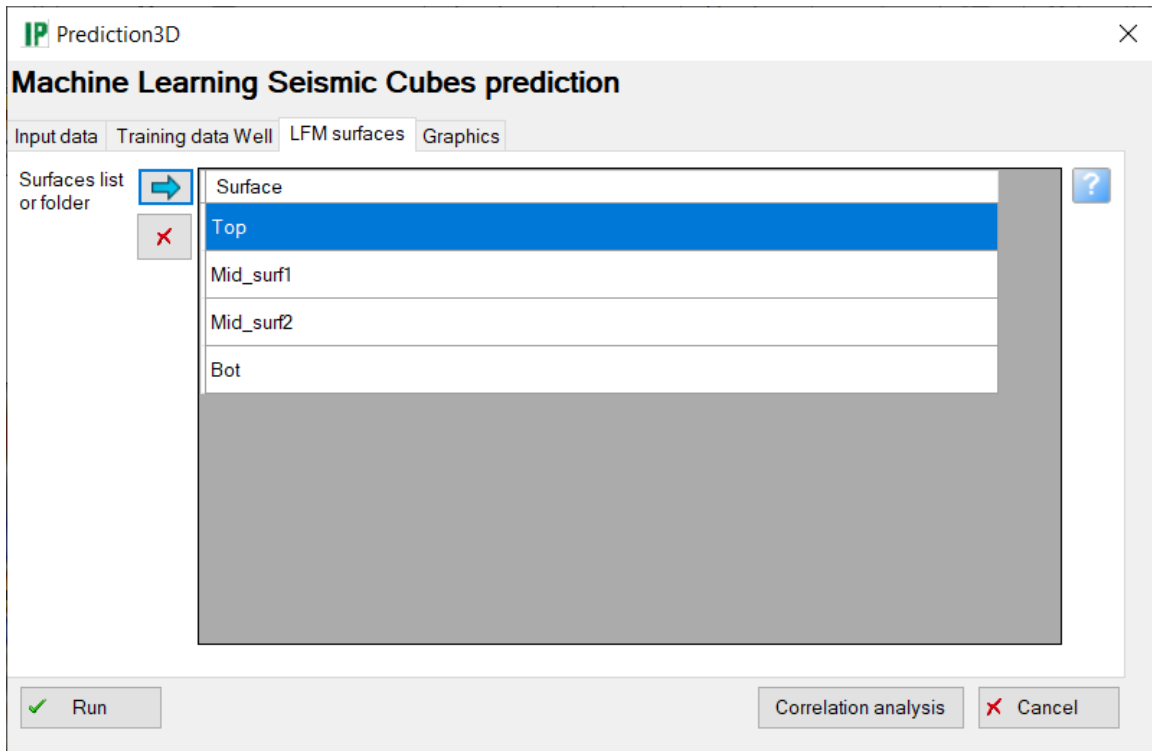 IP Prediction3D
Machine Learning Seismic Cubes prediction
Input data Training data Well LFM surfaces Graphics
Surfaces list
or folder
Surface
?
Top
Mid_surf1
Mid_surf2
Bot
Run Correlation analysis Cancel